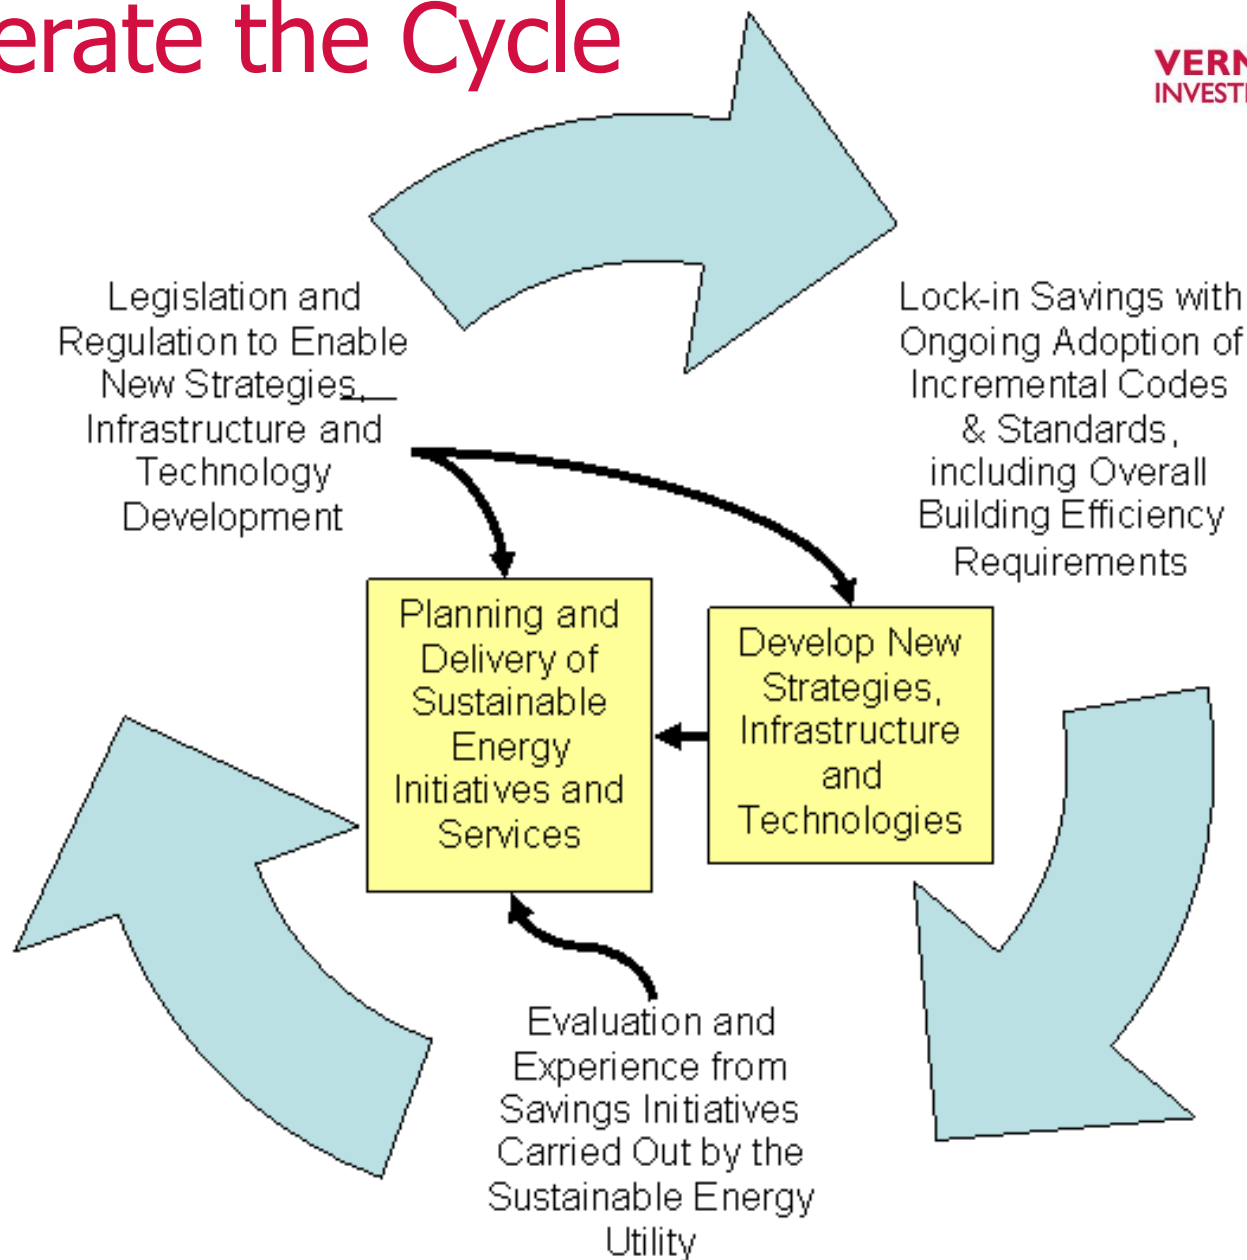 erate the Cycle
VERN
INVEST
Legislation and
Regulation to Enable
New Strategies,
Infrastructure and
Technology
Development
Lock-in Savings with
Ongoing Adoption of
Incremental Codes
& Standards,
including Overall
Building Efficiency
Requirements
Planning and
Delivery of
Sustainable
Energy
Initiatives and
Services
Develop New
Strategies,
Infrastructure
and
Technologies
Evaluation and
Experience from
Savings Initiatives
Carried Out by the
Sustainable Energy
Utility